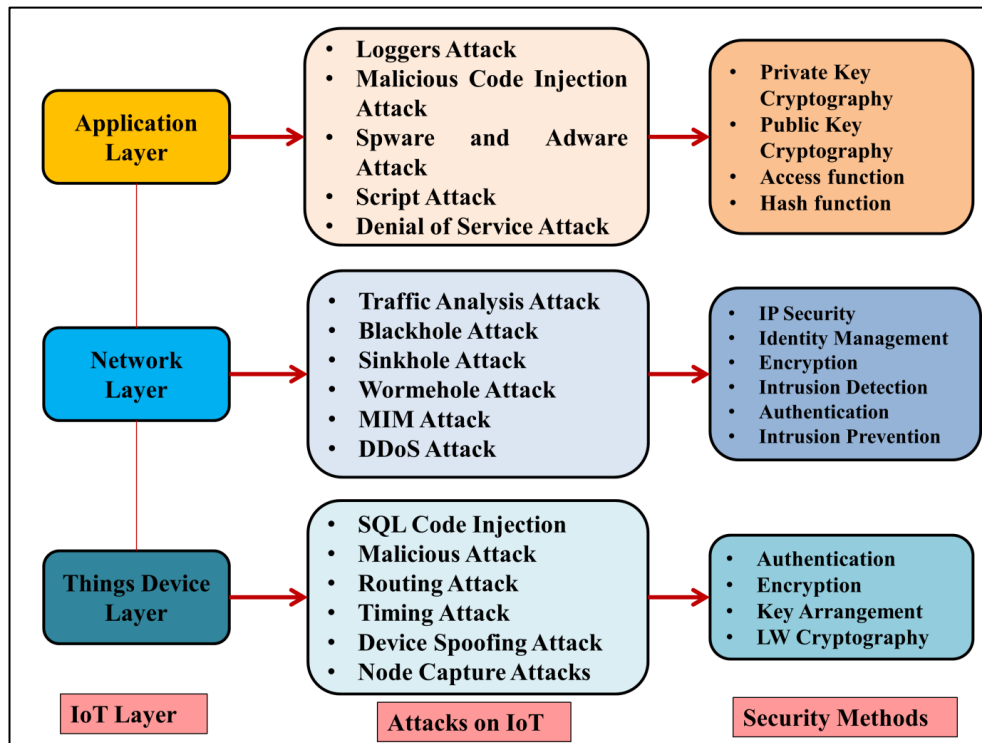 Application
Layer
• Loggers Attack
• Malicious Code Injection
Attack
• Spware and Adware
Attack
• Script Attack
• Denial of Service Attack
• Private Key
Cryptography
• Public Key
Cryptography
• Access function
• Hash function
Network
Layer
• Traffic Analysis Attack
• Blackhole Attack
• Sinkhole Attack
• Wormehole Attack
• MIM Attack
• DDoS Attack
• IP Security
• Identity Management
• Encryption
• Intrusion Detection
• Authentication
• Intrusion Prevention
Things Device
Layer
• SQL Code Injection
• Malicious Attack
• Routing Attack
• Timing Attack
• Device Spoofing Attack
• Node Capture Attacks
• Authentication
• Encryption
• Key Arrangement
• LW Cryptography
IoT Layer
Attacks on IoT
Security Methods